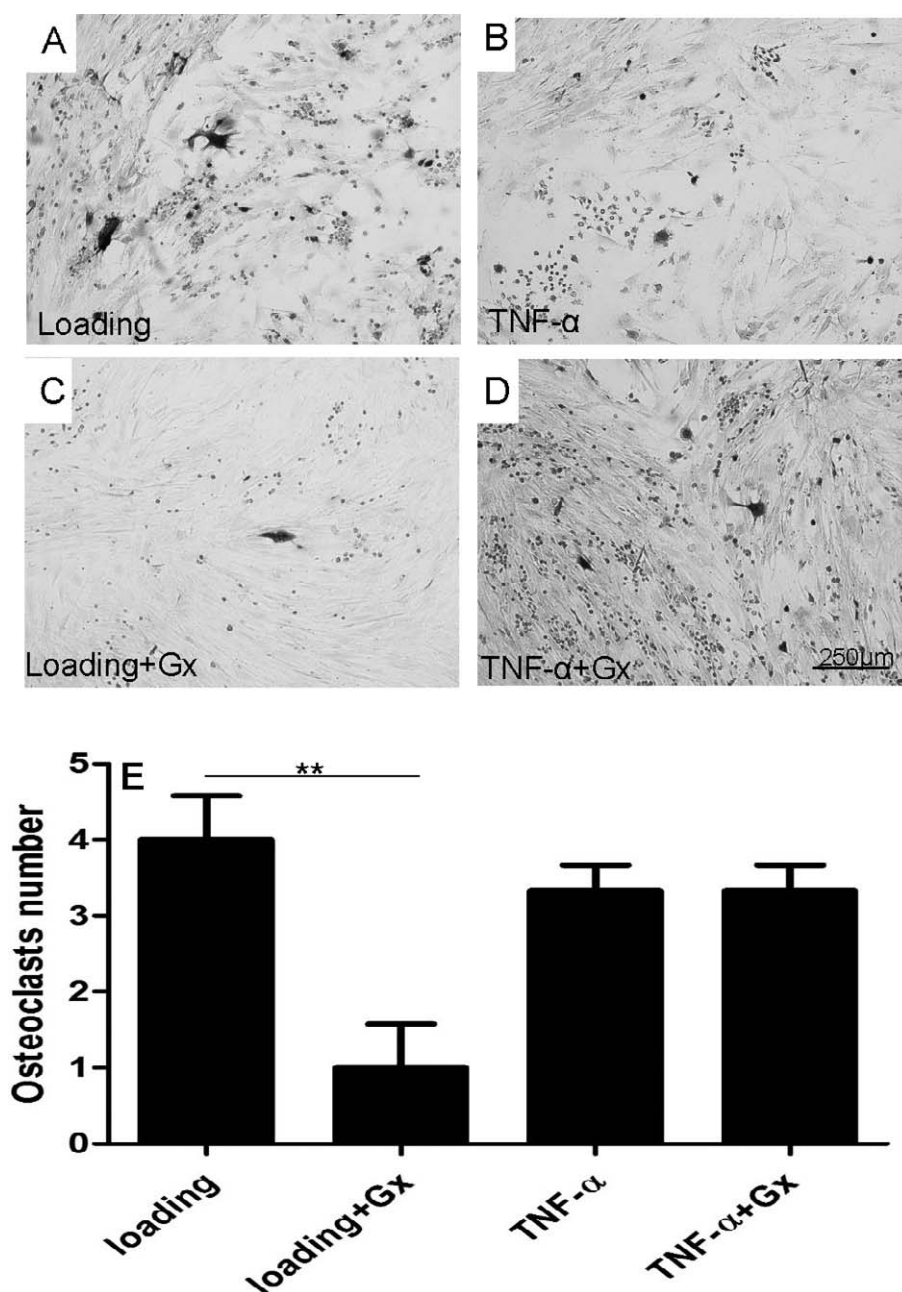 A
Loading
B
TNF-α
C
Loading+Gx
D
TNF-α+Gx
250µm
E
**
Osteoclasts number
5
4
3
2
1
0
loading
loading+Gx
TNF-α
TNF-α+Gx